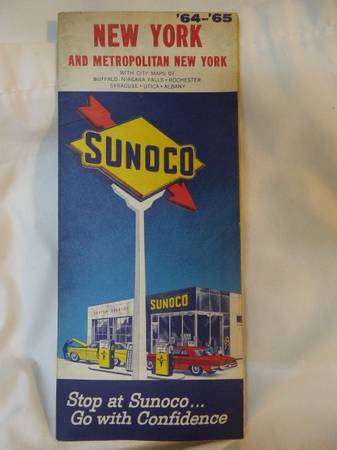 '64-'65
NEW YORK
AND METROPOLITAN NEW YORK
WITH CITY MAPS OF
BUFFALO-NIAGARA FALLS • ROCHESTER
SYRACUSE • UTICA • ALBANY
SUNOCO
SUNOCO
Stop at Sunoco...
Go with Confidence